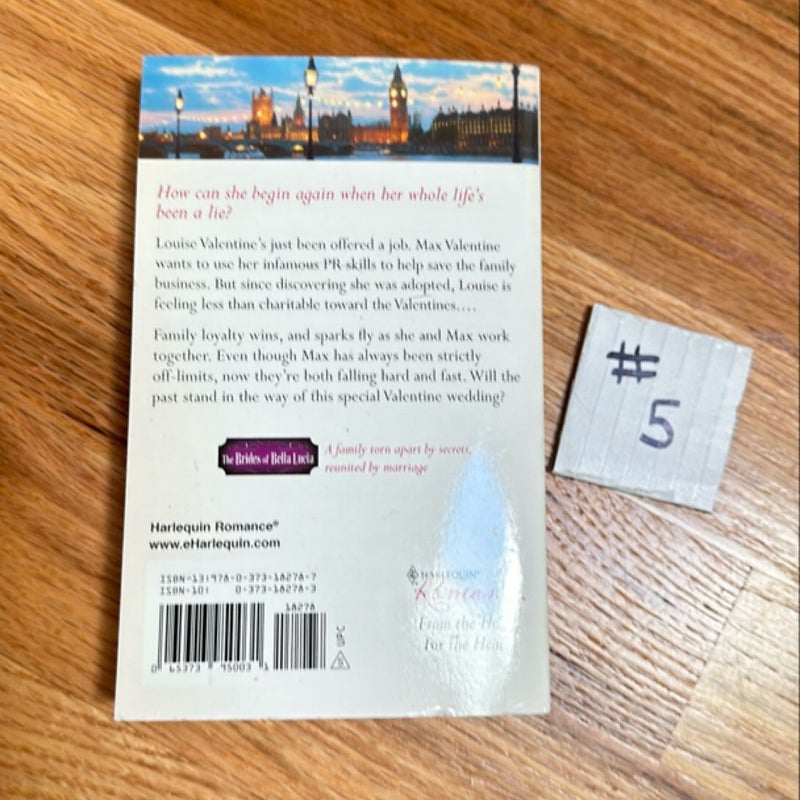 How can she begin again when her whole life's
been a lie?
Louise Valentine's just been offered a job. Max Valentine
wants to use her infamous PR skills to help save the family
business. But since discovering she was adopted, Louise is
feeling less than charitable toward the Valentines....
Family loyalty wins, and sparks fly as she and Max work
together. Even though Max has always been strictly
off-limits, now they're both falling hard and fast. Will the
past stand in the way of this special Valentine wedding?
The Brides of Bella Lucia
A family torn apart by secrets,
reunited by marriage
Harlequin Romance®
www.eHarlequin.com
ISBN-13:978-0-373-18278-7
ISBN-10: 0-373-18278-3
18278
0 65373 95003 1
UPC
HARLEQUIN®
From the
For the
#
5